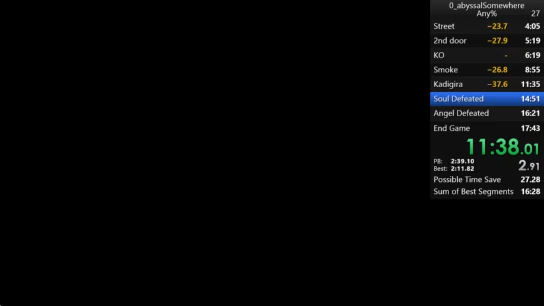 0_abyssalSomewhere
Any% 27
Street −23.7 4:05
2nd door −27.9 5:19
KO - 6:19
Smoke −26.8 8:55
Kadigira −37.6 11:35
Soul Defeated 14:51
Angel Defeated 16:21
End Game 17:43
11:38.01
PB: 2:39.10
Best: 2:11.82
2.91
Possible Time Save 27.28
Sum of Best Segments 16:28